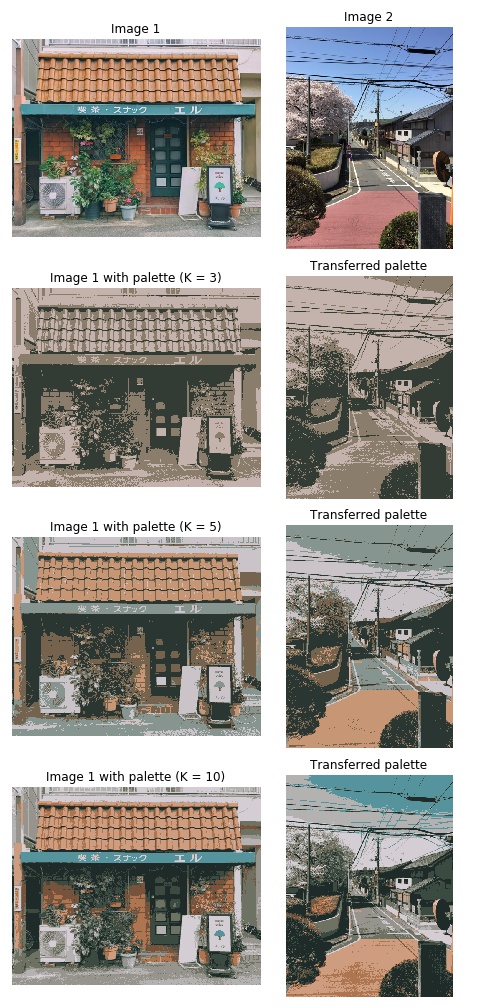 Image 1
Image 2
喫茶・スナック エル
Image 1 with palette (K = 3)
Transferred palette
喫茶・スナック エル
Image 1 with palette (K = 5)
Transferred palette
喫茶・スナック エル
Image 1 with palette (K = 10)
Transferred palette
喫茶・スナック エル